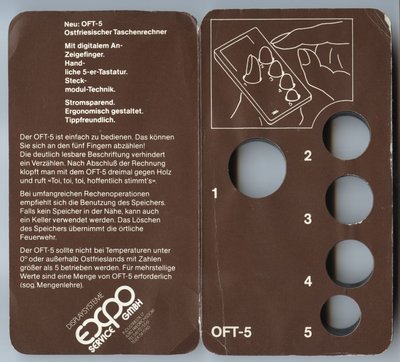 Neu: OFT-5
Ostfriesischer Taschenrechner
Mit digitalem An-
Zeigefinger.
Hand-
liche 5-er-Tastatur.
Steck-
modul-Technik.
Stromsparend.
Ergonomisch gestaltet.
Tippfreundlich.
Der OFT-5 ist einfach zu bedienen. Das können
Sie sich an den fünf Fingern abzählen!
Die deutlich lesbare Beschriftung verhindert
ein Verzählen. Nach Abschluß der Rechnung
klopft man mit dem OFT-5 dreimal gegen Holz
und ruft »Toi, toi, toi, hoffentlich stimmt's«.
Bei umfangreichen Rechenoperationen
empfiehlt sich die Benutzung des Speichers.
Falls kein Speicher in der Nähe, kann auch
ein Keller verwendet werden. Das Löschen
des Speichers übernimmt die örtliche
Feuerwehr.
Der OFT-5 sollte nicht bei Temperaturen unter
0° oder außerhalb Ostfrieslands mit Zahlen
größer als 5 betrieben werden. Für mehrstellige
Werte sind eine Menge von OFT-5 erforderlich
(sog. Mengenlehre).
DISPLAYSYSTEME
expo
SERVICE GMBH
1
2
3
4
5
OFT-5